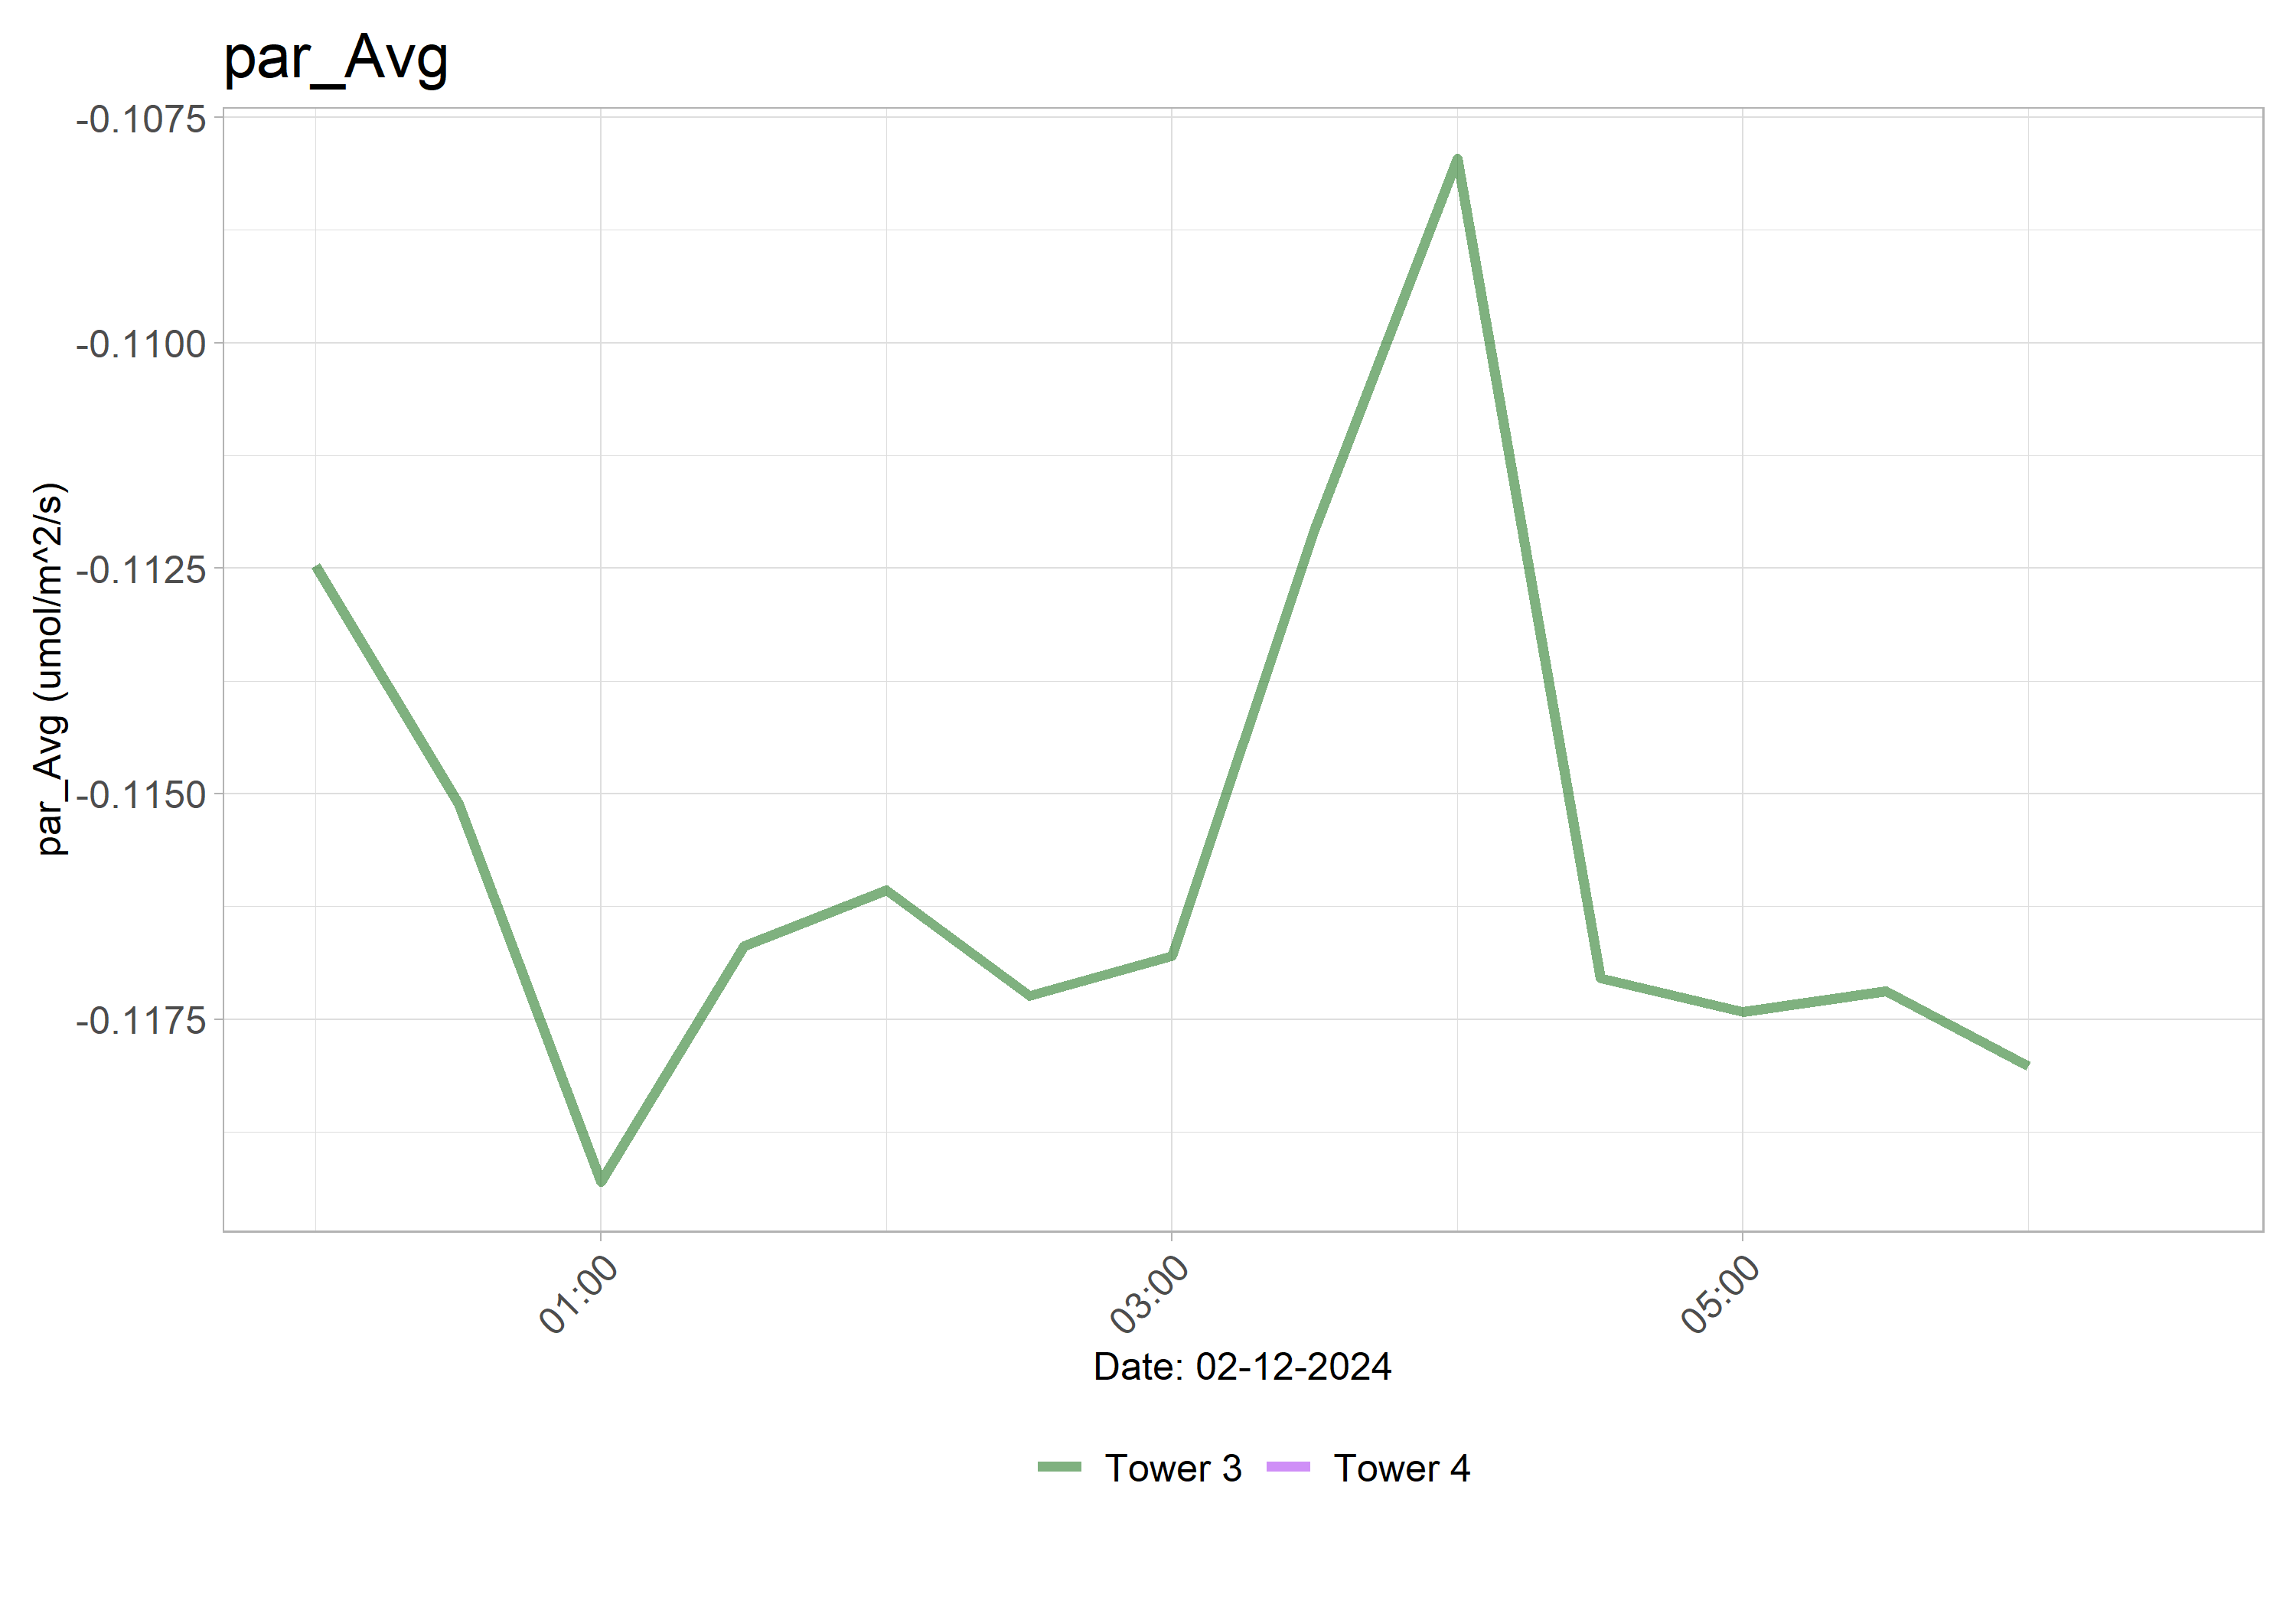 par_Avg
par_Avg (umol/m^2/s)
-0.1075
-0.1100
-0.1125
-0.1150
-0.1175
01:00
03:00
05:00
Date: 02-12-2024
Tower 3
Tower 4